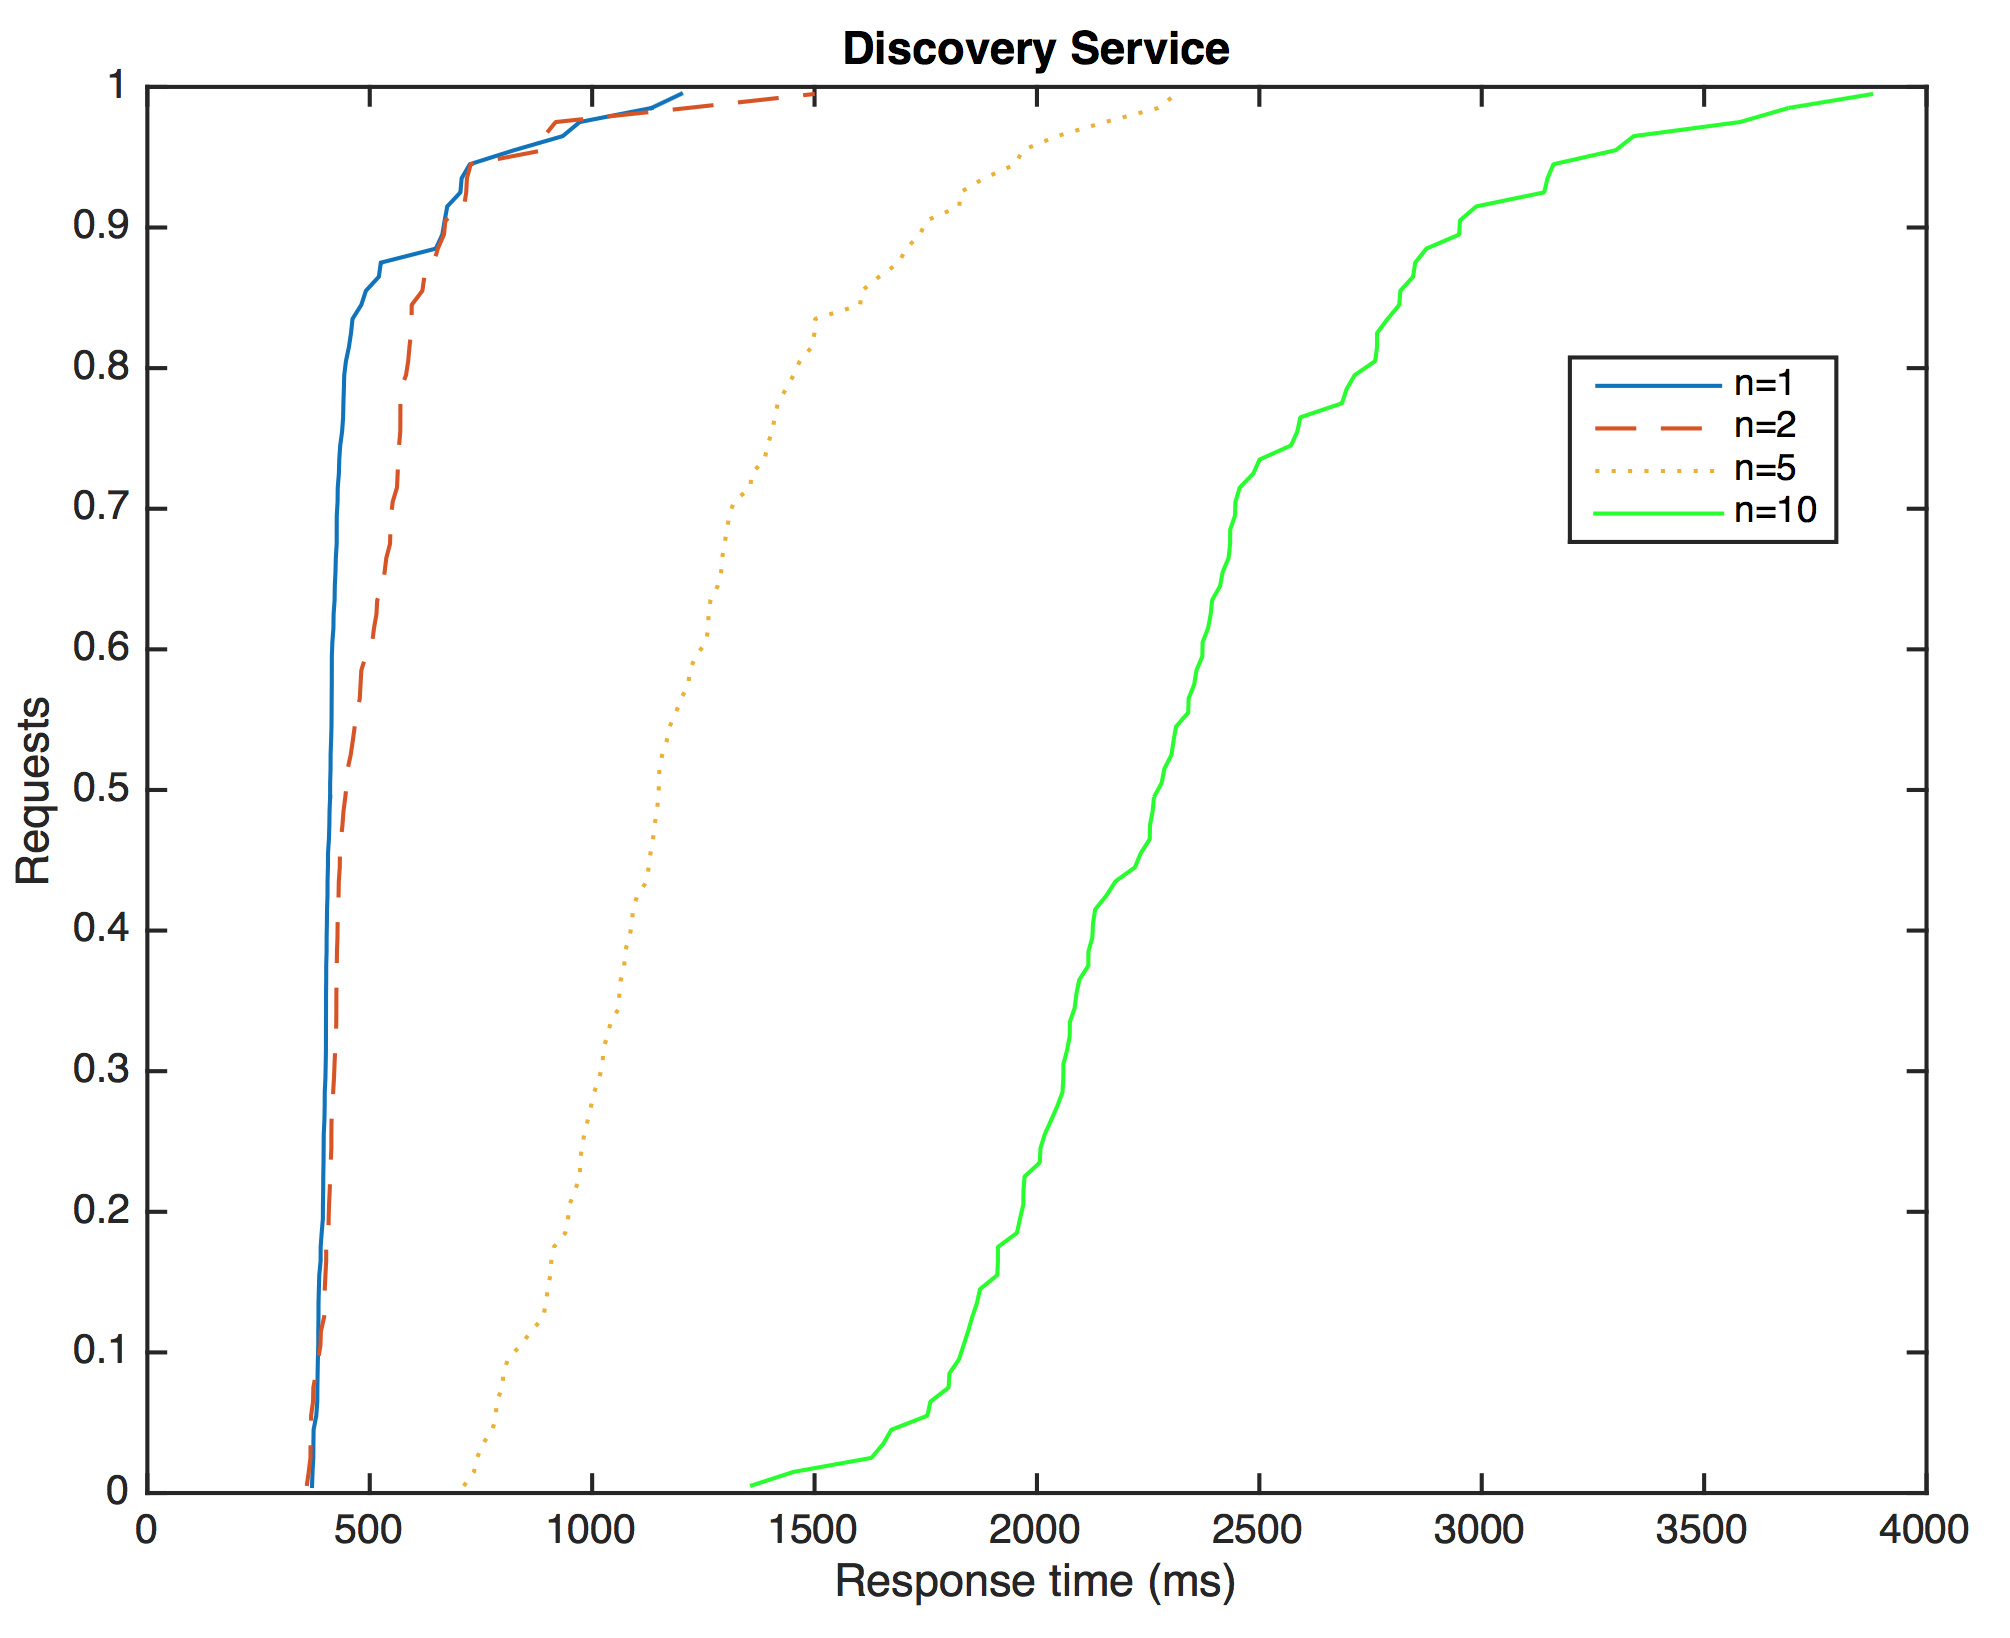 Discovery Service
1
0.9
0.8
0.7
0.6
0.5
0.4
0.3
0.2
0.1
0
Requests
n=1
n=2
n=5
n=10
0 500 1000 1500 2000 2500 3000 3500 4000
Response time (ms)